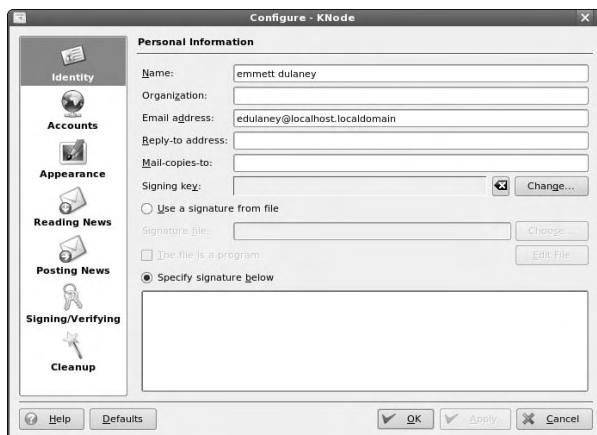 Configure - KNode
Identity
Accounts
Appearance
Reading News
Posting News
Signing/Verifying
Cleanup
Personal Information
Name: emmett dulaney
Organization:
Email address: edulaney@localhost.localdomain
Reply-to address:
Mail-copies-to:
Signing key: Change...
Use a signature from file
Signature file: Choose...
The file is a program Edit File
Specify signature below
Help Defaults OK Apply Cancel